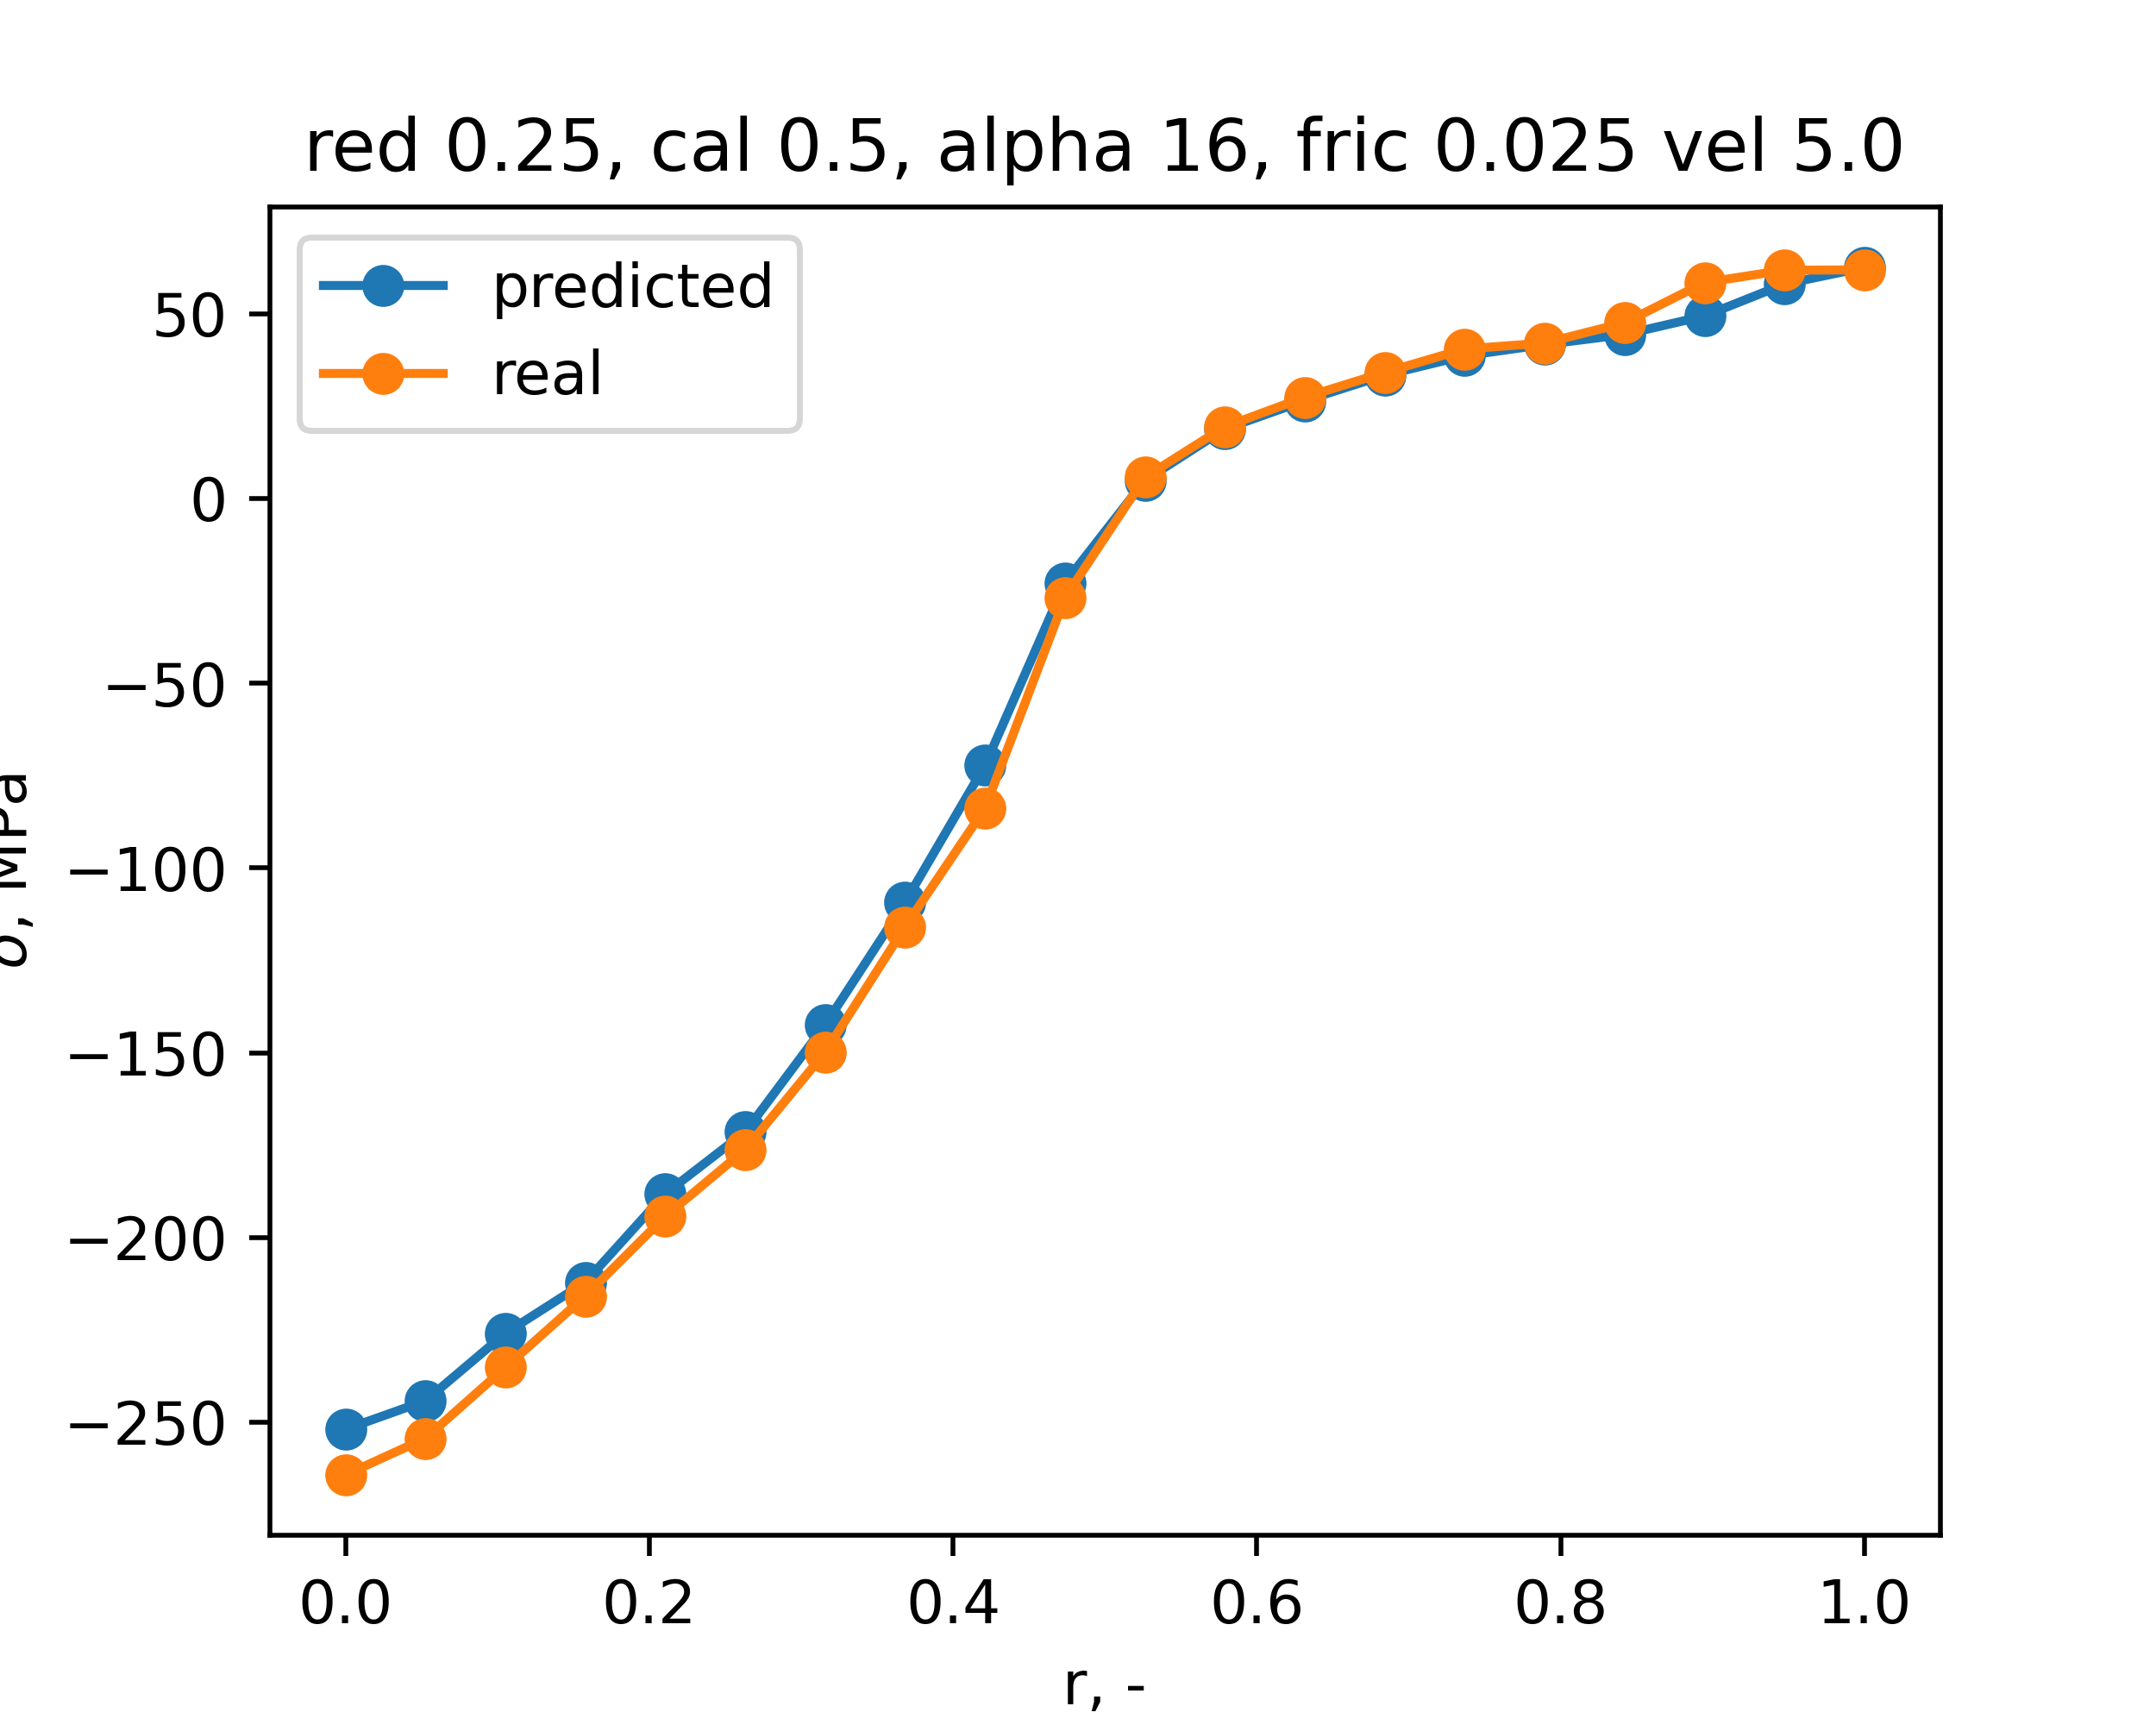 red 0.25, cal 0.5, alpha 16, fric 0.025 vel 5.0
predicted
real
50
0
−50
−100
−150
−200
−250
σ, MPa
0.0 0.2 0.4 0.6 0.8 1.0
r, -